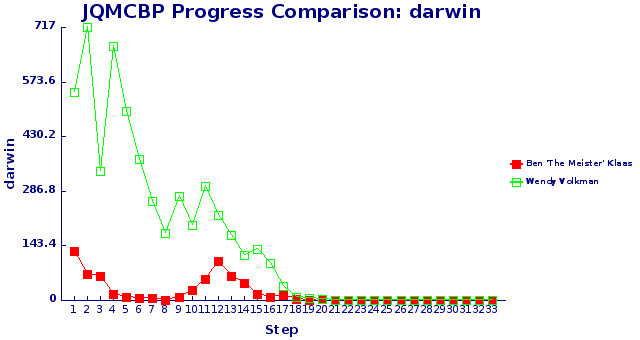 JQMCBP Progress Comparison: darwin
717
573.6
430.2
286.8
143.4
0
darwin
1 2 3 4 5 6 7 8 9 10 11 12 13 14 15 16 17 18 19 20 21 22 23 24 25 26 27 28 29 30 31 32 33
Step
Ben 'The Meister' Klaas
Wendy Volkman